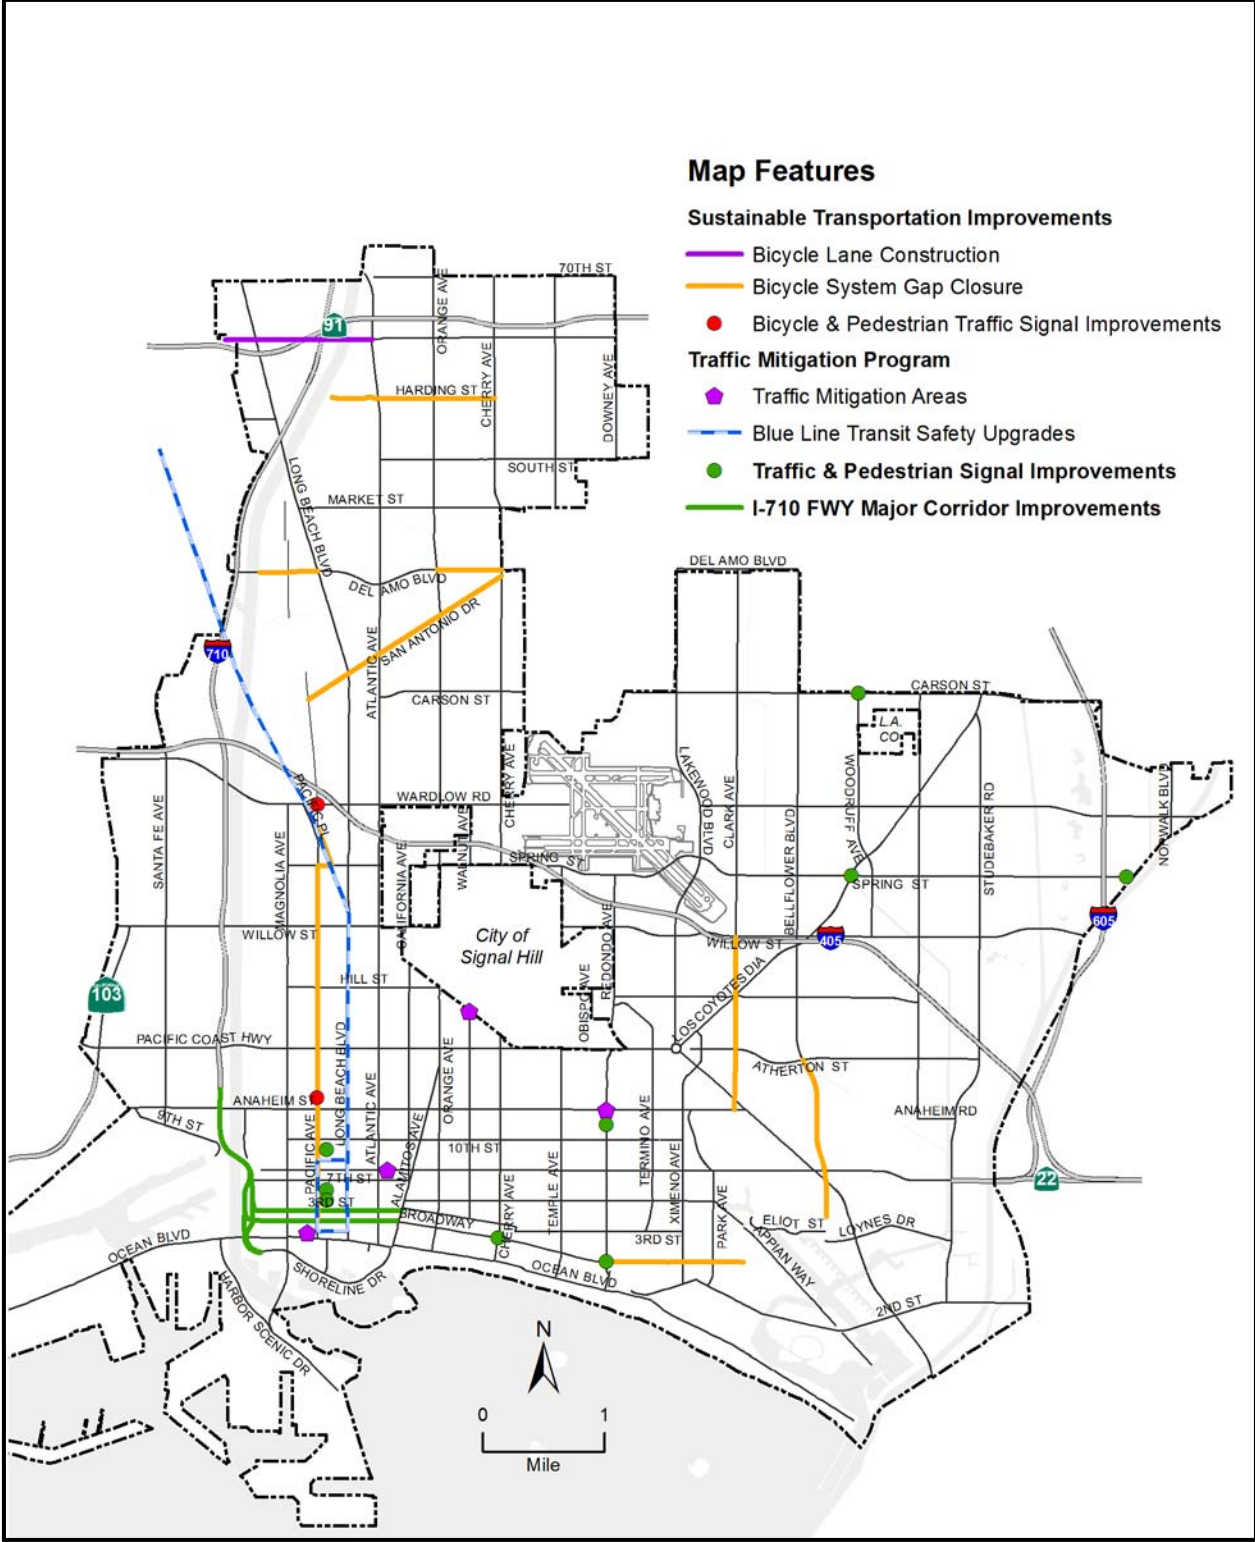 Map Features
Sustainable Transportation Improvements
Bicycle Lane Construction
Bicycle System Gap Closure
Bicycle & Pedestrian Traffic Signal Improvements
Traffic Mitigation Program
Traffic Mitigation Areas
Blue Line Transit Safety Upgrades
Traffic & Pedestrian Signal Improvements
I-710 FWY Major Corridor Improvements
70TH ST
ORANGE AVE
91
CHERRY AVE
DOWNEY AVE
HARDING ST
SOUTH ST
LONG BEACH BLVD
MARKET ST
DEL AMO BLVD
DEL AMO BLVD
SAN ANTONIO DR
ATLANTIC AVE
710
CARSON ST
CARSON ST
L.A.
CO
PACIFIC PL
WARDLOW RD
CHERRY AVE
LAKEWOOD BLVD
CLARK AVE
WOODRUFF AVE
STUDEBAKER RD
NORWALK BLVD
SANTA FE AVE
MAGNOLIA AVE
CALIFORNIA AVE
WALNUT AVE
SPRING ST
BELLFLOWER BLVD
SPRING ST
605
WILLOW ST
City of
Signal Hill
REDONDO AVE
WILLOW ST
405
HILL ST
OBISPO AVE
LOS COYOTES DIA
103
PACIFIC COAST HWY
LONG BEACH BLVD
ORANGE AVE
ATHERTON ST
ANAHEIM ST
ANAHEIM RD
9TH ST
PACIFIC AVE
ATLANTIC AVE
ALAMITOS AVE
10TH ST
TERMINO AVE
XIMENO AVE
7TH ST
TEMPLE AVE
CHERRY AVE
PARK AVE
22
3RD ST
BROADWAY
3RD ST
ELIOT ST
LOYNES DR
APPIAN WAY
OCEAN BLVD
SHORELINE DR
OCEAN BLVD
2ND ST
HARBOR SCENIC DR
N
0 1
Mile